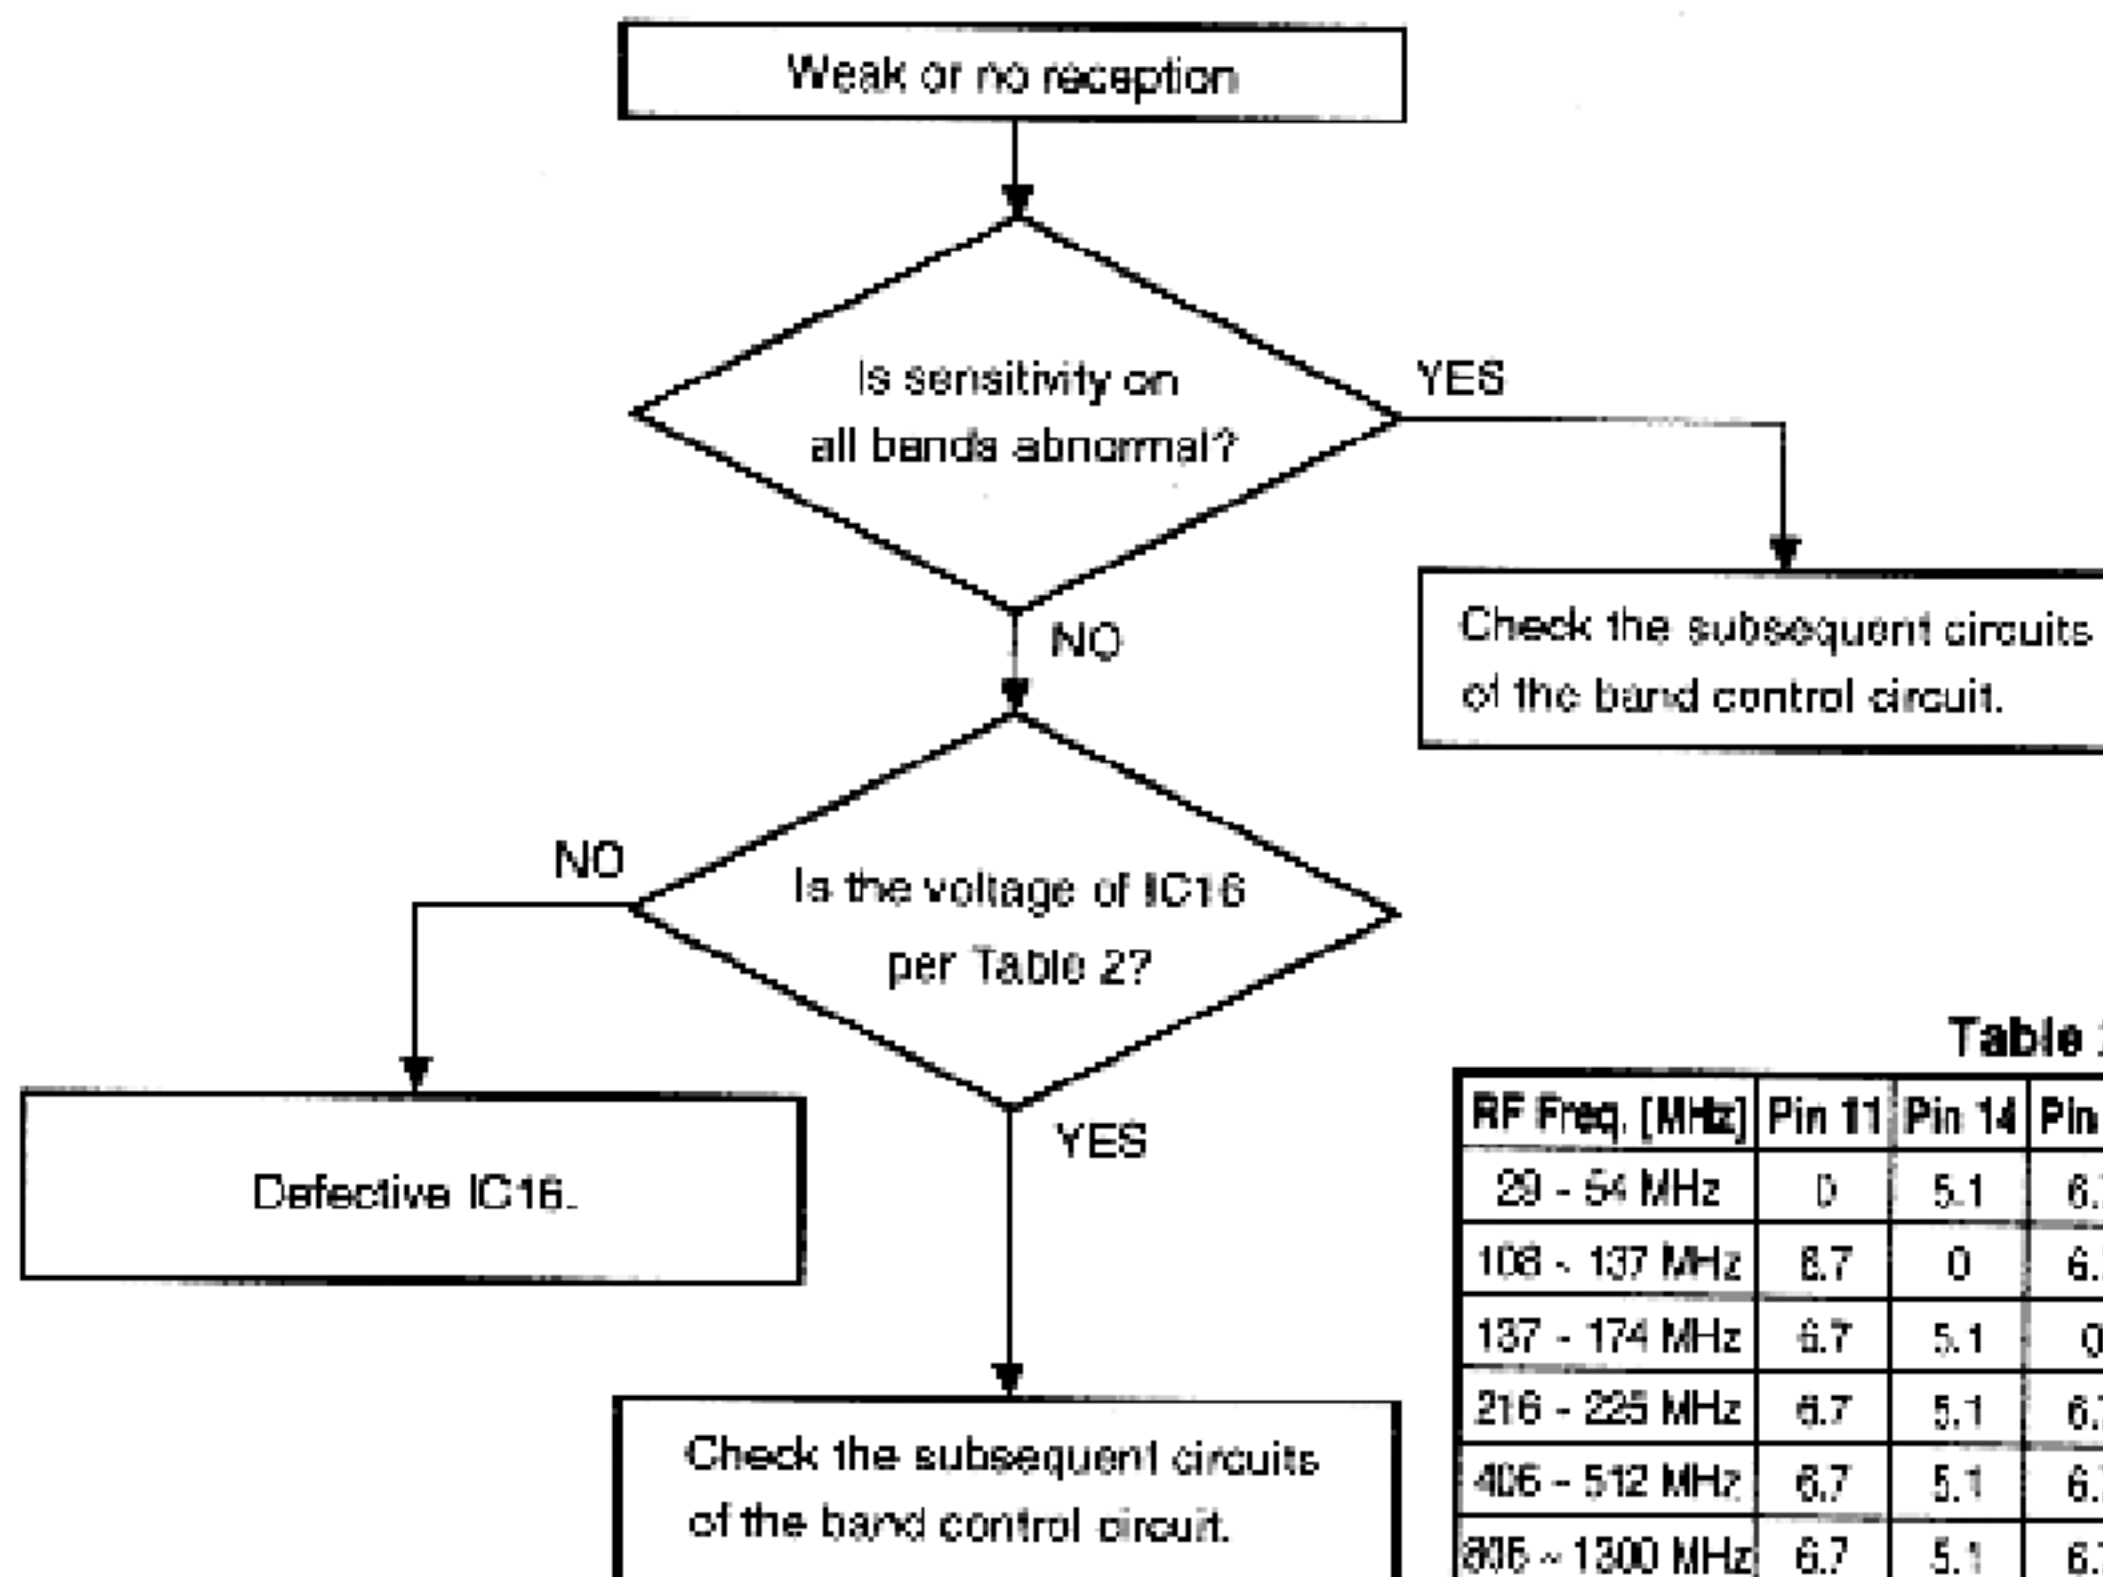 Weak or no reception
Is sensitivity on
all bands abnormal?
YES
NO
Check the subsequent circuits
of the band control circuit.
Is the voltage of IC16
per Table 2?
NO
YES
Defective IC16.
Check the subsequent circuits
of the band control circuit.
Table
RF Freq. [MHz] Pin 11 Pin 14 Pin
29 - 54 MHz 0 5.1
108 - 137 MHz 6.7 0
137 - 174 MHz 6.7 5.1 0
216 - 225 MHz 6.7 5.1
406 - 512 MHz 6.7 5.1
806 ~ 1300 MHz 6.7 5.1